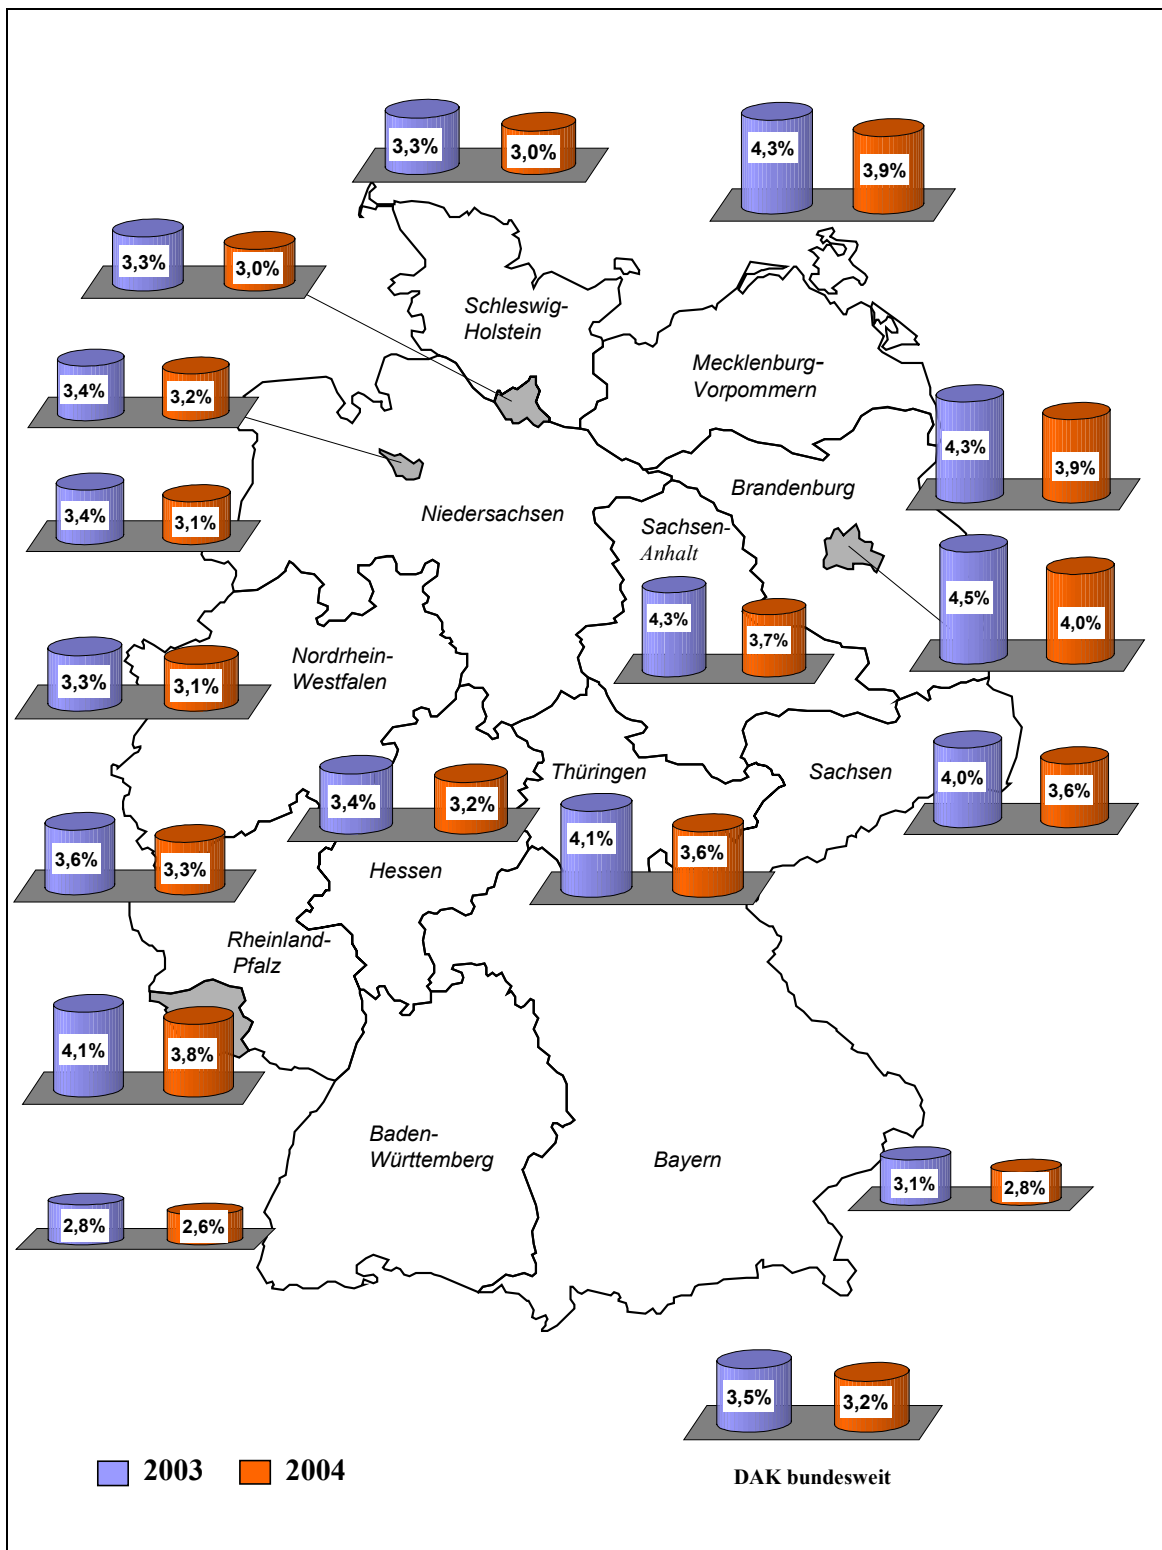 3,3%
3,0%
4,3%
3,9%
3,3%
3,0%
Schleswig-
Holstein
Mecklenburg-
Vorpommern
3,4%
3,2%
4,3%
3,9%
Brandenburg
3,4%
3,1%
Niedersachsen
Sachsen-
Anhalt
4,5%
4,0%
4,3%
3,7%
Nordrhein-
Westfalen
3,3%
3,1%
Thüringen
Sachsen
4,0%
3,6%
3,4%
3,2%
4,1%
3,6%
3,6%
3,3%
Hessen
Rheinland-
Pfalz
4,1%
3,8%
Baden-
Württemberg
Bayern
3,1%
2,8%
2,8%
2,6%
3,5%
3,2%
2003
2004
DAK bundesweit